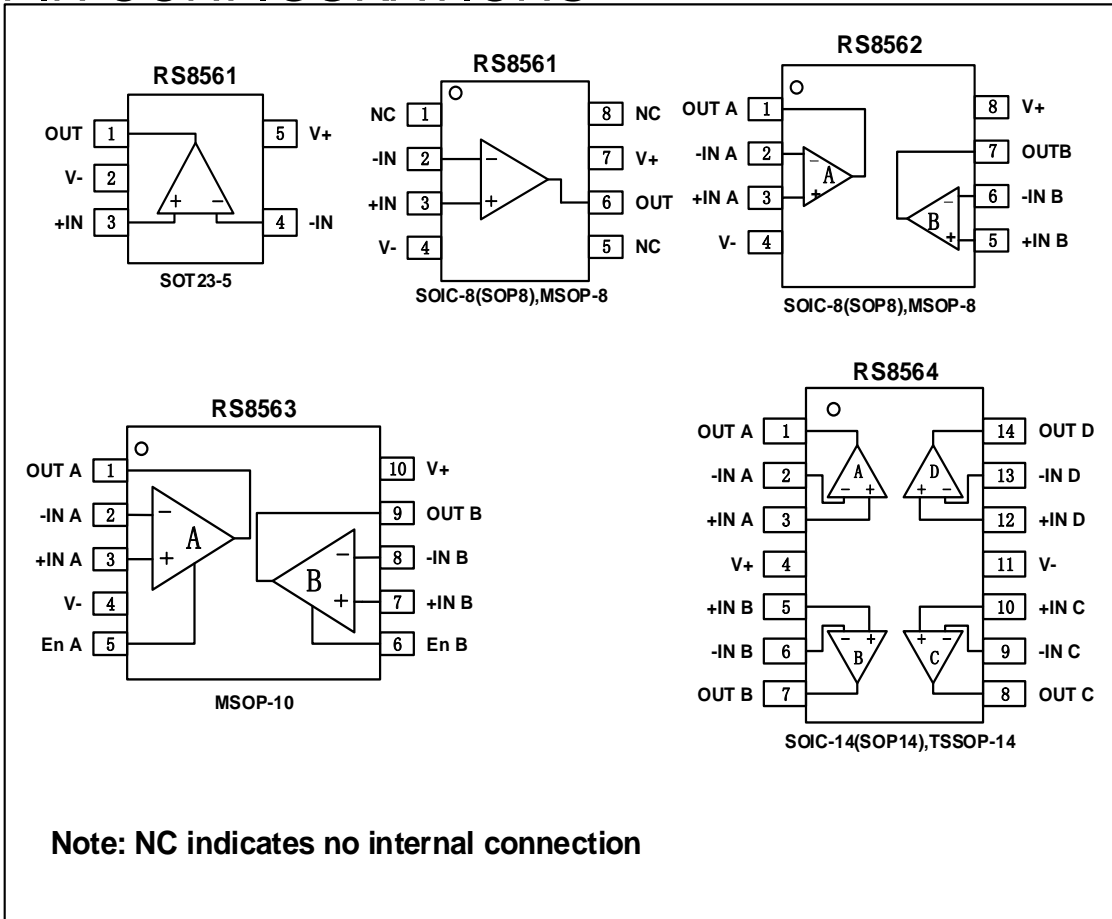 RS8561
OUT 1
V- 2
+IN 3
5 V+
4 -IN
+ −
SOT23-5
RS8561
NC 1
-IN 2
+IN 3
V- 4
8 NC
7 V+
6 OUT
5 NC
−
+
SOIC-8(SOP8),MSOP-8
RS8562
OUT A 1
-IN A 2
+IN A 3
V- 4
8 V+
7 OUTB
6 -IN B
5 +IN B
−
A
+
−
B
+
SOIC-8(SOP8),MSOP-8
RS8563
OUT A 1
-IN A 2
+IN A 3
V- 4
En A 5
10 V+
9 OUT B
8 -IN B
7 +IN B
6 En B
−
A
+
−
B
+
MSOP-10
RS8564
OUT A 1
-IN A 2
+IN A 3
V+ 4
+IN B 5
-IN B 6
OUT B 7
14 OUT D
13 -IN D
12 +IN D
11 V-
10 +IN C
9 -IN C
8 OUT C
A
− +
D
+ −
− +
B
+ −
C
SOIC-14(SOP14),TSSOP-14
Note: NC indicates no internal connection